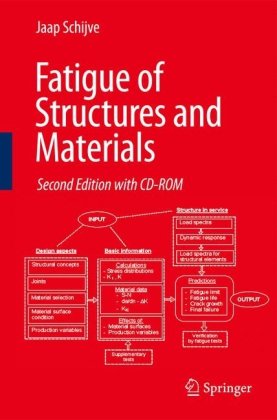 Jaap Schijve
Fatigue of
Structures and
Materials
Second Edition with CD-ROM
INPUT
Structure in service
Load spectra
Dynamic response
Load spectra for
structural elements
Design aspects
Structural concepts
Joints
Material selection
Material surface
condition
Production variables
Basic information
Calculations
- Stress distributions
Material data
- S-N
- da/dn - ΔK
Effects of:
- Material surfaces
- Production variables
Supplementary
tests
Predictions
- Fatigue limit
- Fatigue life
- Crack growth
- Final failure
OUTPUT
Verification
by fatigue tests
Springer